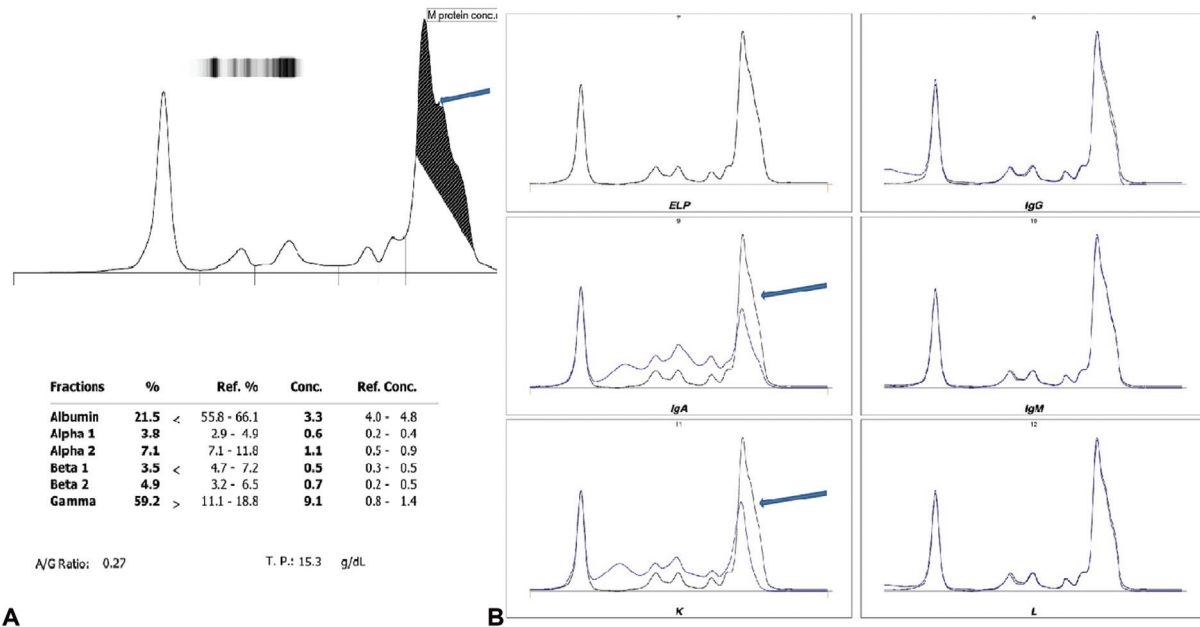 M protein conc.
Fractions % Ref. % Conc. Ref. Conc.
Albumin 21.5 < 55.8 - 66.1 3.3 4.0 - 4.8
Alpha 1 3.8 2.9 - 4.9 0.6 0.2 - 0.4
Alpha 2 7.1 7.1 - 11.8 1.1 0.5 - 0.9
Beta 1 3.5 < 4.7 - 7.2 0.5 0.3 - 0.5
Beta 2 4.9 3.2 - 6.5 0.7 0.2 - 0.5
Gamma 59.2 > 11.1 - 18.8 9.1 0.8 - 1.4
A/G Ratio: 0.27 T. P.: 15.3 g/dL
A
7
ELP
IgG
9
IgA
10
IgM
11
K
12
L
B